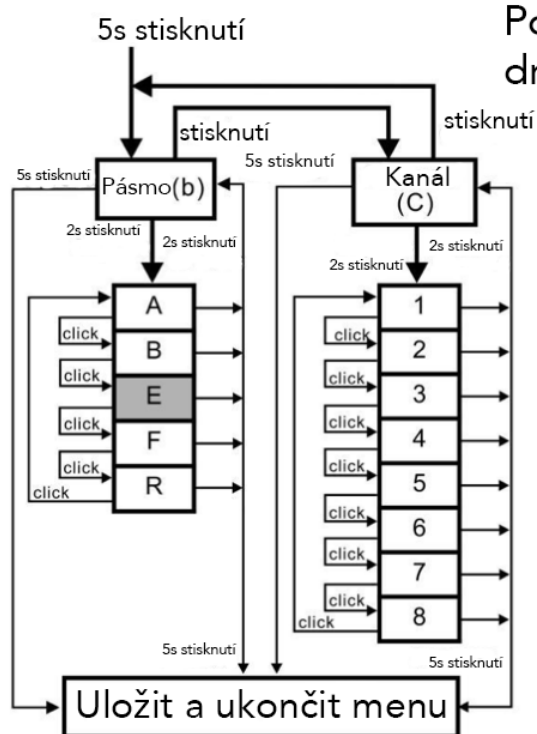 5s stisknutí
stisknutí
stisknutí
5s stisknutí
5s stisknutí
Pásmo(b)
Kanál
(C)
2s stisknutí
2s stisknutí
2s stisknutí
2s stisknutí
A
click
B
click
E
click
F
click
R
click
1
click
2
click
3
click
4
click
5
click
6
click
7
click
8
click
5s stisknutí
5s stisknutí
Uložit a ukončit menu